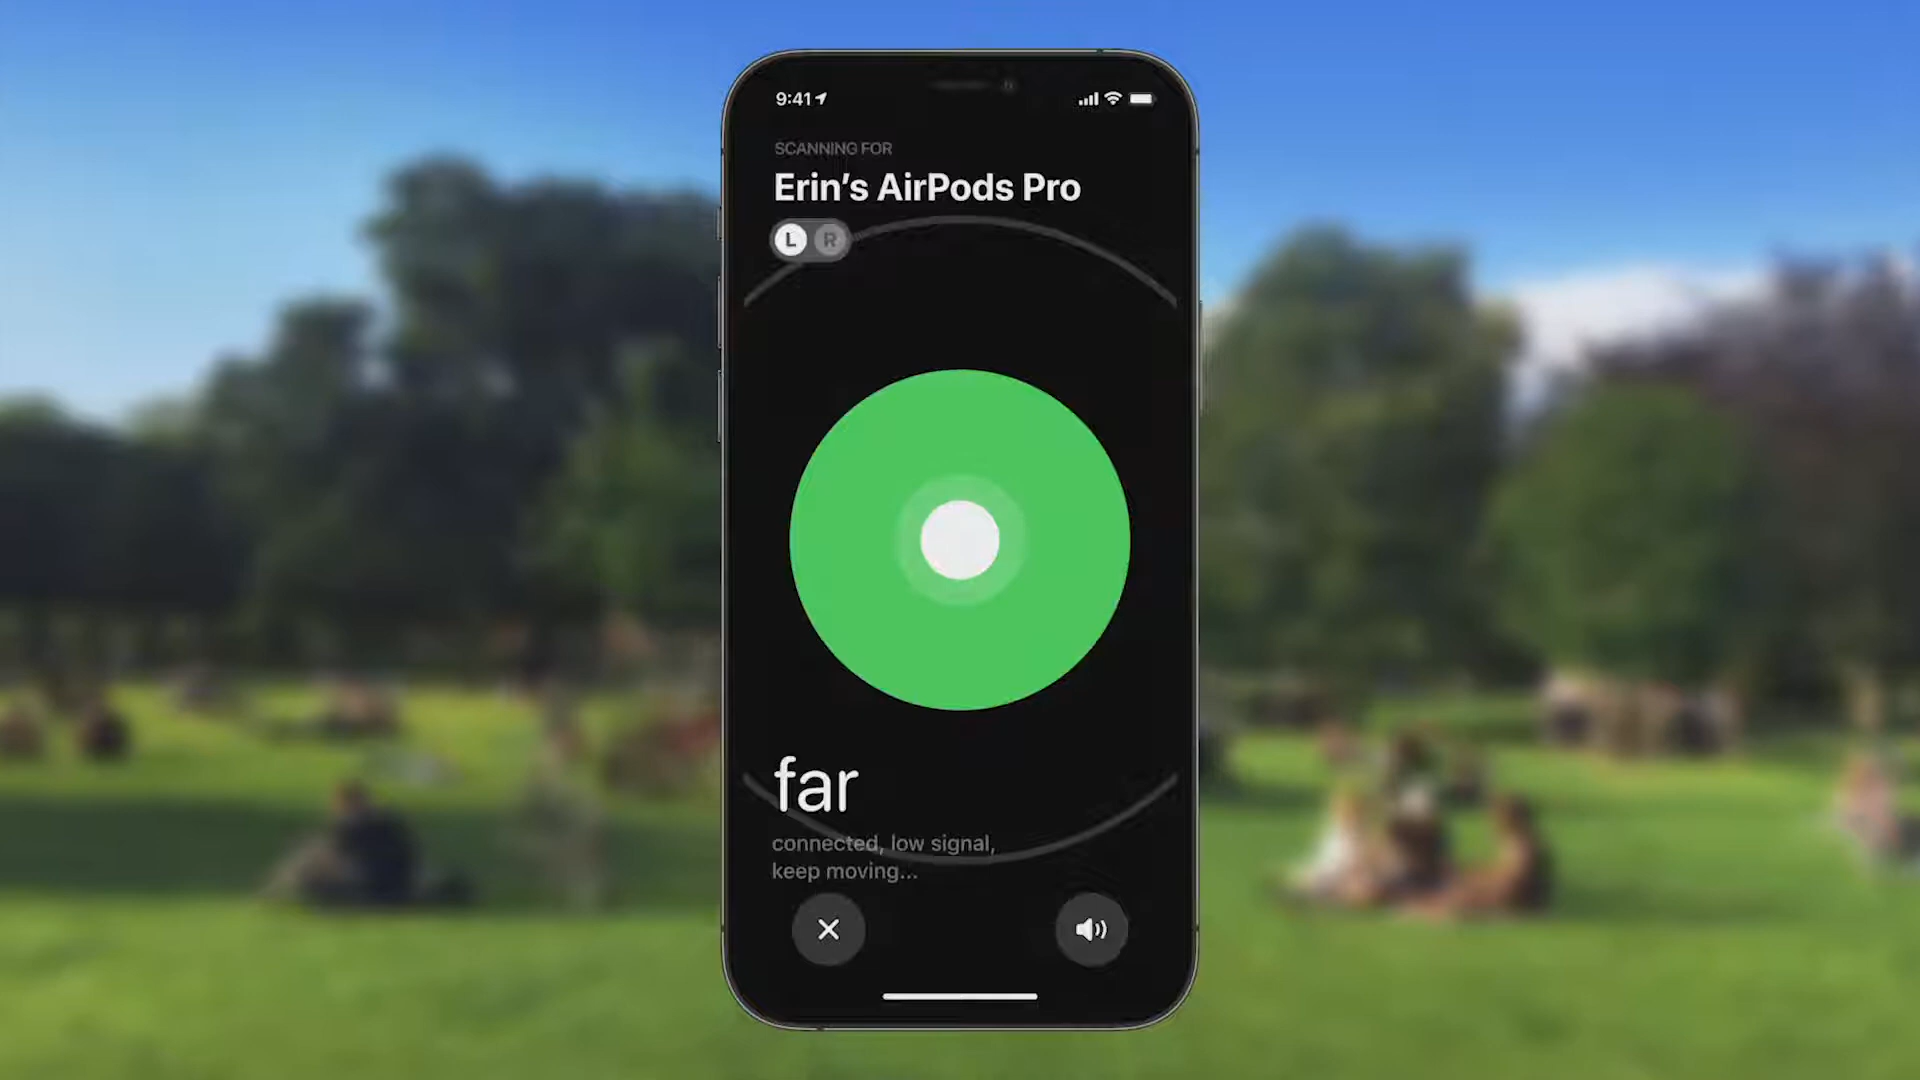 9:41
SCANNING FOR
Erin’s AirPods Pro
L R
far
connected, low signal,
keep moving...